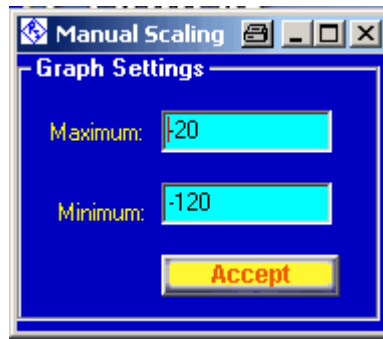 Manual Scaling
Graph Settings
Maximum: -20
Minimum: -120
Accept